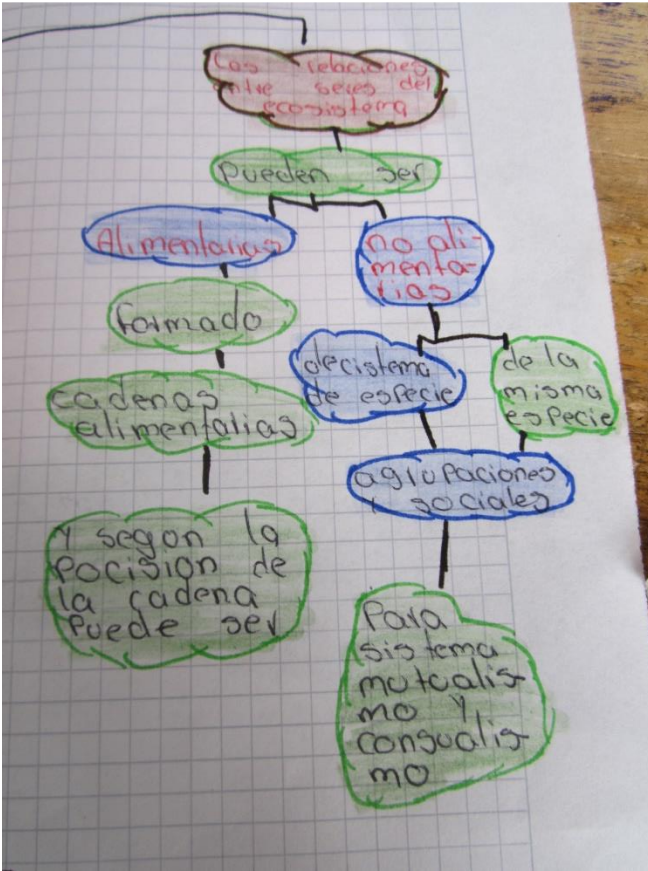 Las relaciones
entre seres del
ecosistema
pueden ser
Alimentarias
no ali-
menta-
rias
formado
decistema
de especie
de la
misma
especie
cadenas
alimentarias
agrupaciones
y sociales
y segon la
pocision de
la cadena
puede ser
Para
sistema
mutualis-
mo y
consualis-
mo